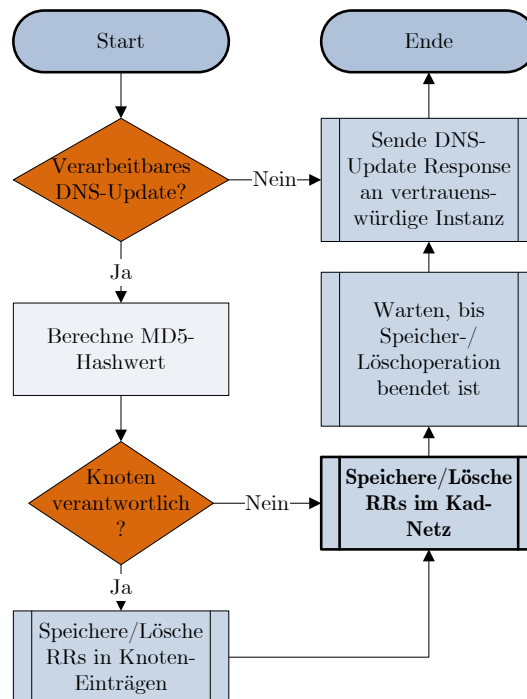 Start
Verarbeitbares
DNS-Update?
Nein
Ja
Berechne MD5-
Hashwert
Knoten
verantwortlich
?
Nein
Ja
Speichere/Lösche
RRs in Knoten-
Einträgen
Speichere/Lösche
RRs im Kad-
Netz
Warten, bis
Speicher-/
Löschoperation
beendet ist
Sende DNS-
Update Response
an vertrauens-
würdige Instanz
Ende